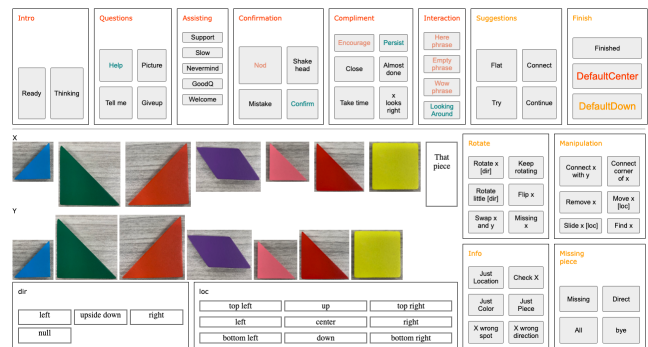 Intro
Ready
Thinking
Questions
Help
Picture
Tell me
Giveup
Assisting
Support
Slow
Nevermind
GoodQ
Welcome
Confirmation
Nod
Shake
head
Mistake
Confirm
Compliment
Encourage
Persist
Close
Almost
done
Take time
x
looks
right
Interaction
Here
phrase
Empty
phrase
Wow
phrase
Looking
Around
Suggestions
Flat
Connect
Try
Continue
Finish
Finished
DefaultCenter
DefaultDown
X
That
piece
Y
Rotate
Rotate x
[dir]
Keep
rotating
Rotate
little [dir]
Flip x
Swap x
and y
Missing
x
Manipulation
Connect x
with y
Connect
corner
of x
Remove x
Move x
[loc]
Slide x [loc]
Find x
dir
left
upside down
right
null
loc
top left
up
top right
left
center
right
bottom left
down
bottom right
Info
Just
Location
Check X
Just
Color
Just
Piece
X wrong
spot
X wrong
direction
Missing
piece
Missing
Direct
All
bye